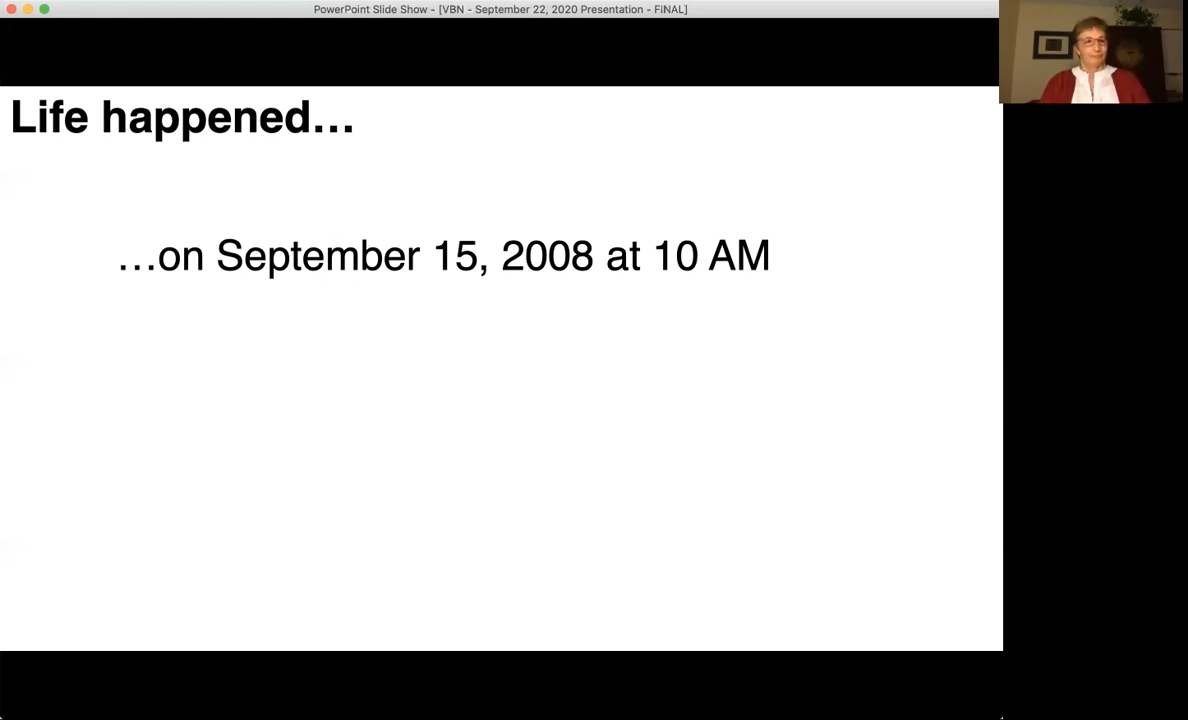 PowerPoint Slide Show - [VBN - September 22, 2020 Presentation - FiNAL]
Life happened…
…on September 15, 2008 at 10 AM